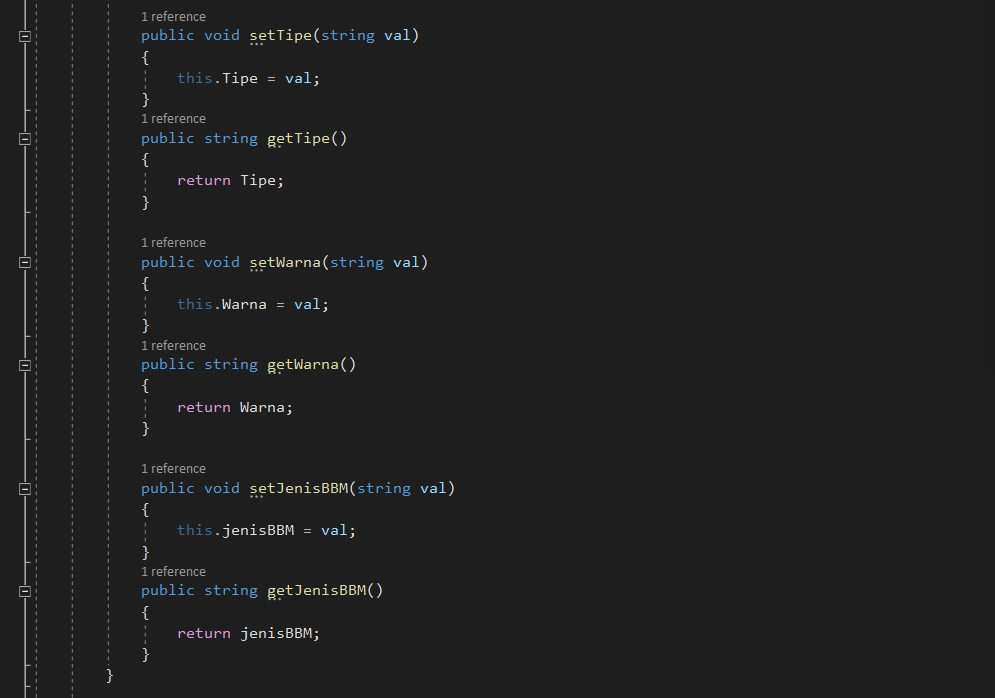 1 reference
public void setTipe(string val)
{
this.Tipe = val;
}
1 reference
public string getTipe()
{
return Tipe;
}
1 reference
public void setWarna(string val)
{
this.Warna = val;
}
1 reference
public string getWarna()
{
return Warna;
}
1 reference
public void setJenisBBM(string val)
{
this.jenisBBM = val;
}
1 reference
public string getJenisBBM()
{
return jenisBBM;
}
}